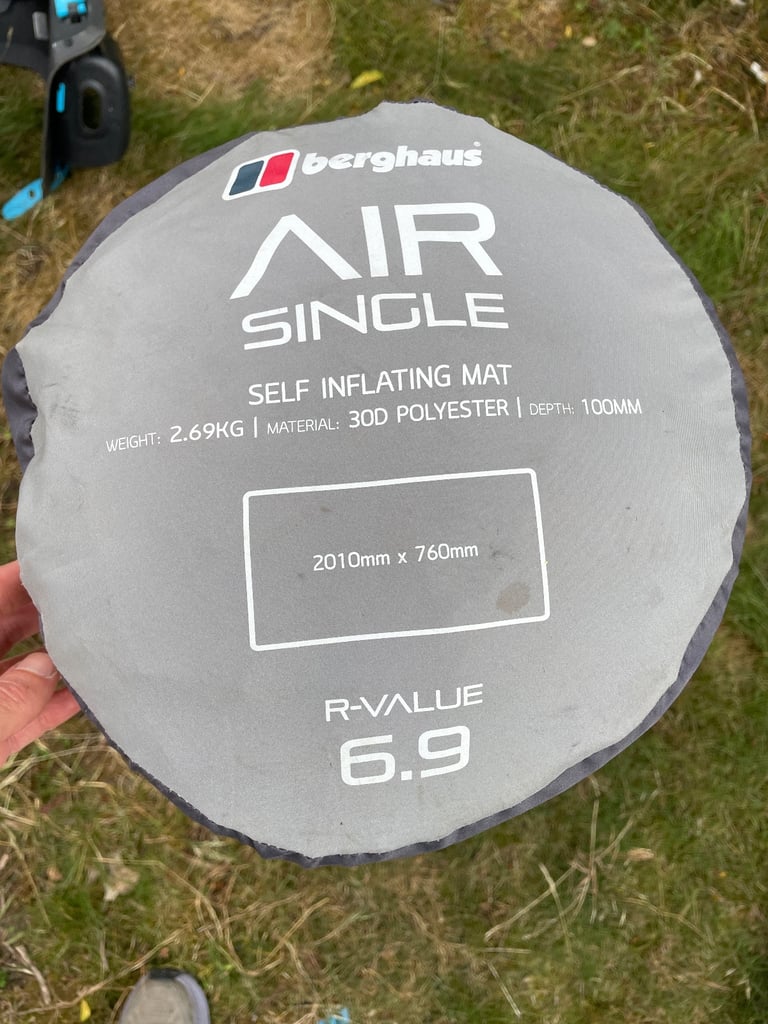 berghaus
AIR
SINGLE
SELF INFLATING MAT
WEIGHT: 2.69KG | MATERIAL: 30D POLYESTER | DEPTH: 100MM
2010mm x 760mm
R-VALUE
6.9